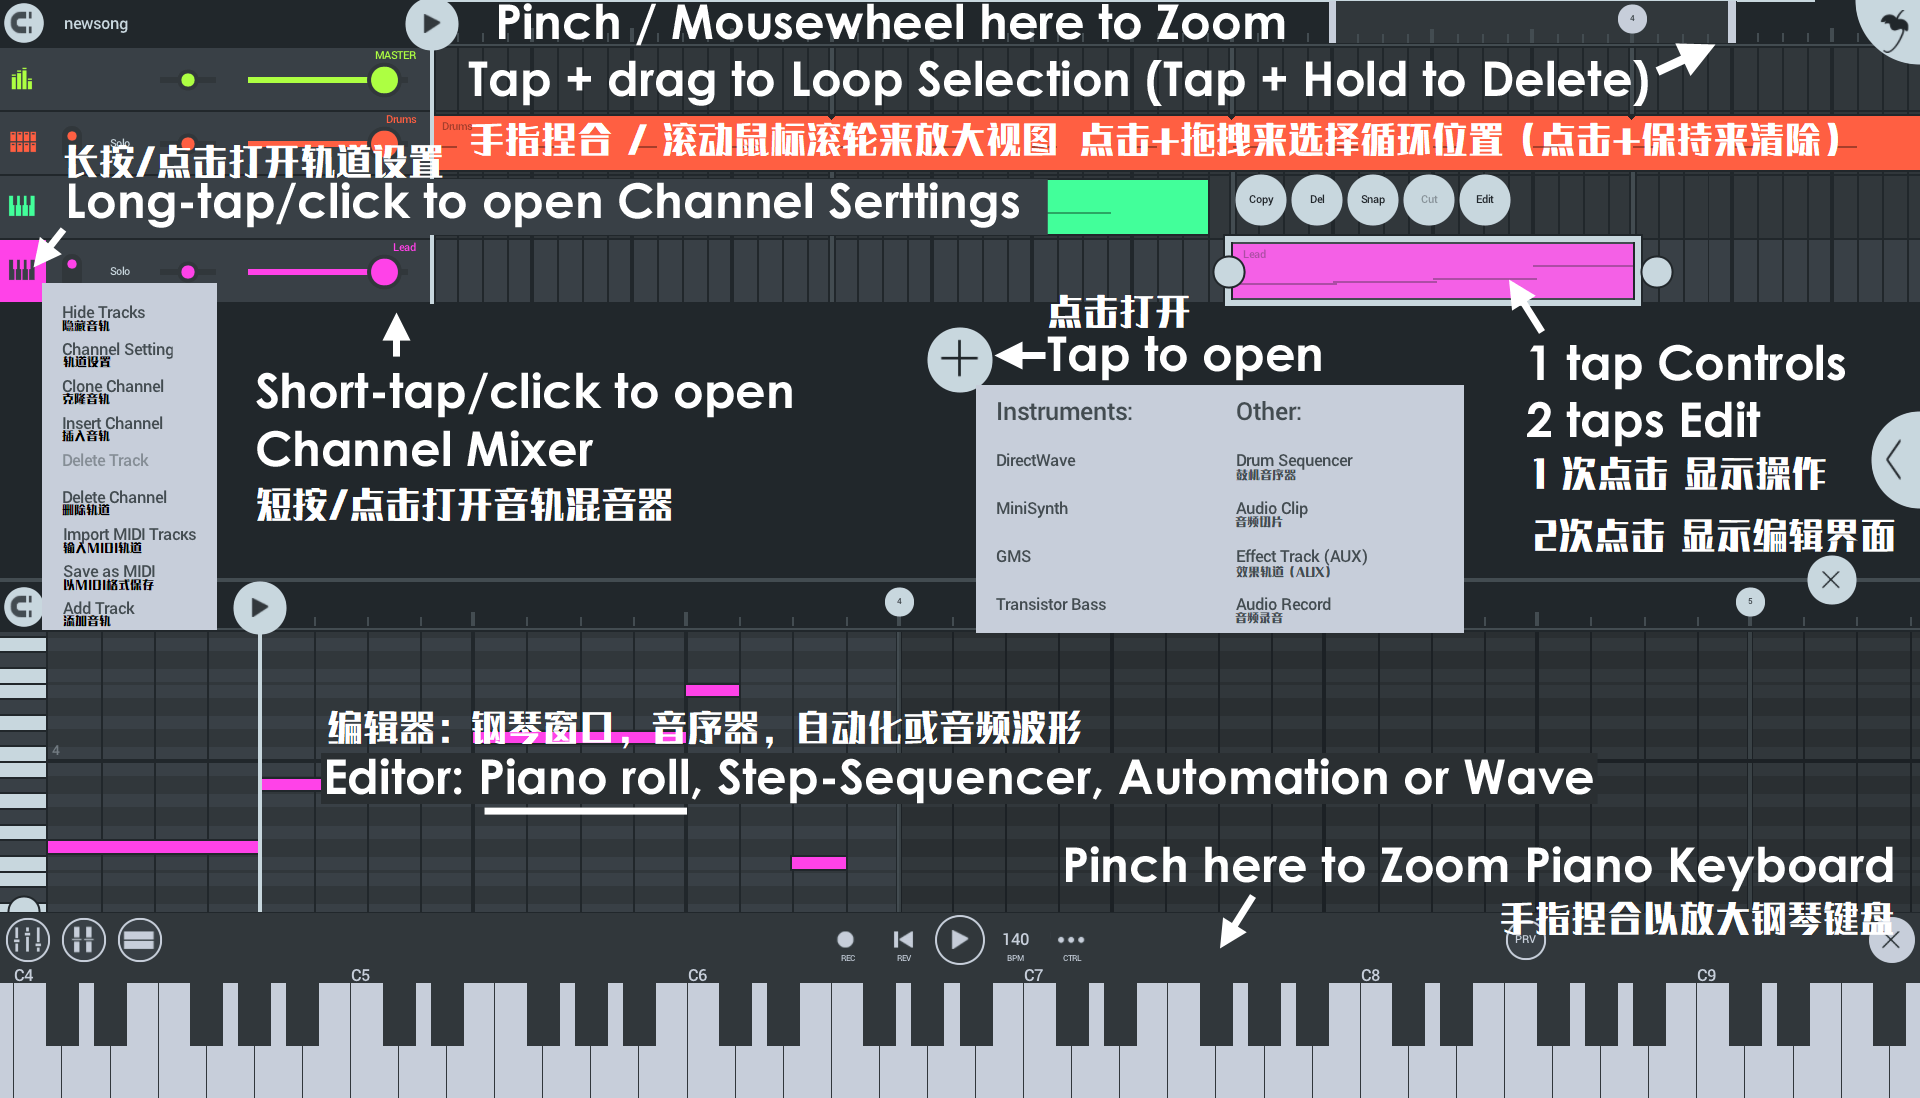 newsong
Pinch / Mousewheel here to Zoom
4
MASTER
Tap + drag to Loop Selection (Tap + Hold to Delete)
Drums
Solo
Drums
手指捏合 / 滚动鼠标滚轮来放大视图 点击+拖拽来选择循环位置（点击+保持来清除）
长按/点击打开轨道设置
Long-tap/click to open Channel Serttings
Copy
Del
Snap
Cut
Edit
Lead
Solo
Lead
Hide Tracks
隐藏音轨
Channel Setting
轨道设置
Clone Channel
克隆音轨
Insert Channel
插入音轨
Delete Track
Delete Channel
删除轨道
Import MIDI Tracks
输入MIDI轨道
Save as MIDI
以MIDI格式保存
Add Track
添加音轨
Short-tap/click to open
Channel Mixer
短按/点击打开音轨混音器
点击打开
Tap to open
Instruments:
DirectWave
MiniSynth
GMS
Transistor Bass
Other:
Drum Sequencer
鼓机音序器
Audio Clip
音频切片
Effect Track (AUX)
效果轨道（AUX）
Audio Record
音频录音
1 tap Controls
2 taps Edit
1 次点击 显示操作
2次点击 显示编辑界面
4
5
4
编辑器：钢琴窗口，音序器，自动化或音频波形
Editor: Piano roll, Step-Sequencer, Automation or Wave
Pinch here to Zoom Piano Keyboard
手指捏合以放大钢琴键盘
REC
REV
140
BPM
CTRL
PRV
C4
C5
C6
C7
C8
C9